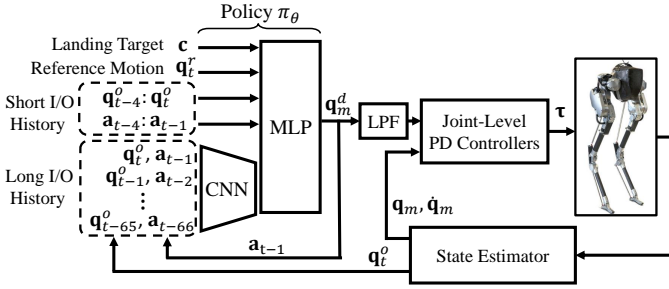 Policy π_θ
Landing Target c
Reference Motion q_t^r
Short I/O History
q_{t-4}^o: q_t^o
a_{t-4}: a_{t-1}
Long I/O History
q_t^o, a_{t-1}
q_{t-1}^o, a_{t-2}
⋮
q_{t-65}^o, a_{t-66}
CNN
MLP
q_m^d
LPF
Joint-Level
PD Controllers
τ
q_m, q̇_m
a_{t-1}
q_t^o
State Estimator